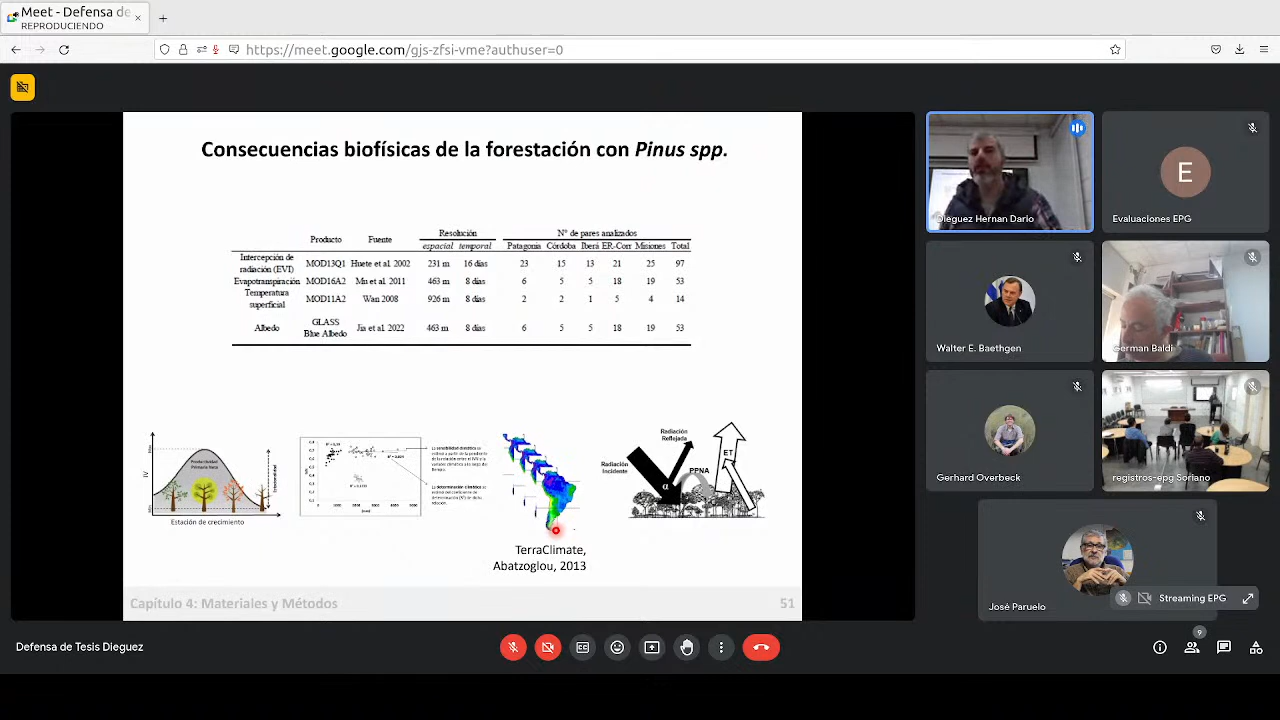 Meet - Defensa de
REPRODUCIENDO
https://meet.google.com/gjs-zfsi-vme?authuser=0
Consecuencias biofísicas de la forestación con Pinus spp.
Producto Fuente Resolución N° de pares analizados
espacial temporal Patagonia Córdoba Iberá ER-Corr Misiones Total
Intercepción de radiación (EVI) MOD13Q1 Huete et al. 2002 231 m 16 días 23 15 13 21 25 97
Evapotranspiración MOD16A2 Mu et al. 2011 463 m 8 días 6 5 5 18 19 53
Temperatura superficial MOD11A2 Wan 2008 926 m 8 días 2 2 1 5 4 14
Albedo GLASS Blue Albedo Jia et al. 2022 463 m 8 días 6 5 5 18 19 53
IV
Productividad
Primaria Neta
Estación de crecimiento
TerraClimate,
Abatzoglou, 2013
Radiación
Reflejada
Radiación
Incidente
α
PPNA
ET
Capítulo 4: Materiales y Métodos
51
Dieguez Hernan Darío
E
Evaluaciones EPG
Walter E. Baethgen
German Baldi
Gerhard Overbeck
registros-epg Soriano
José Paruelo
Streaming EPG
Defensa de Tesis Dieguez
9